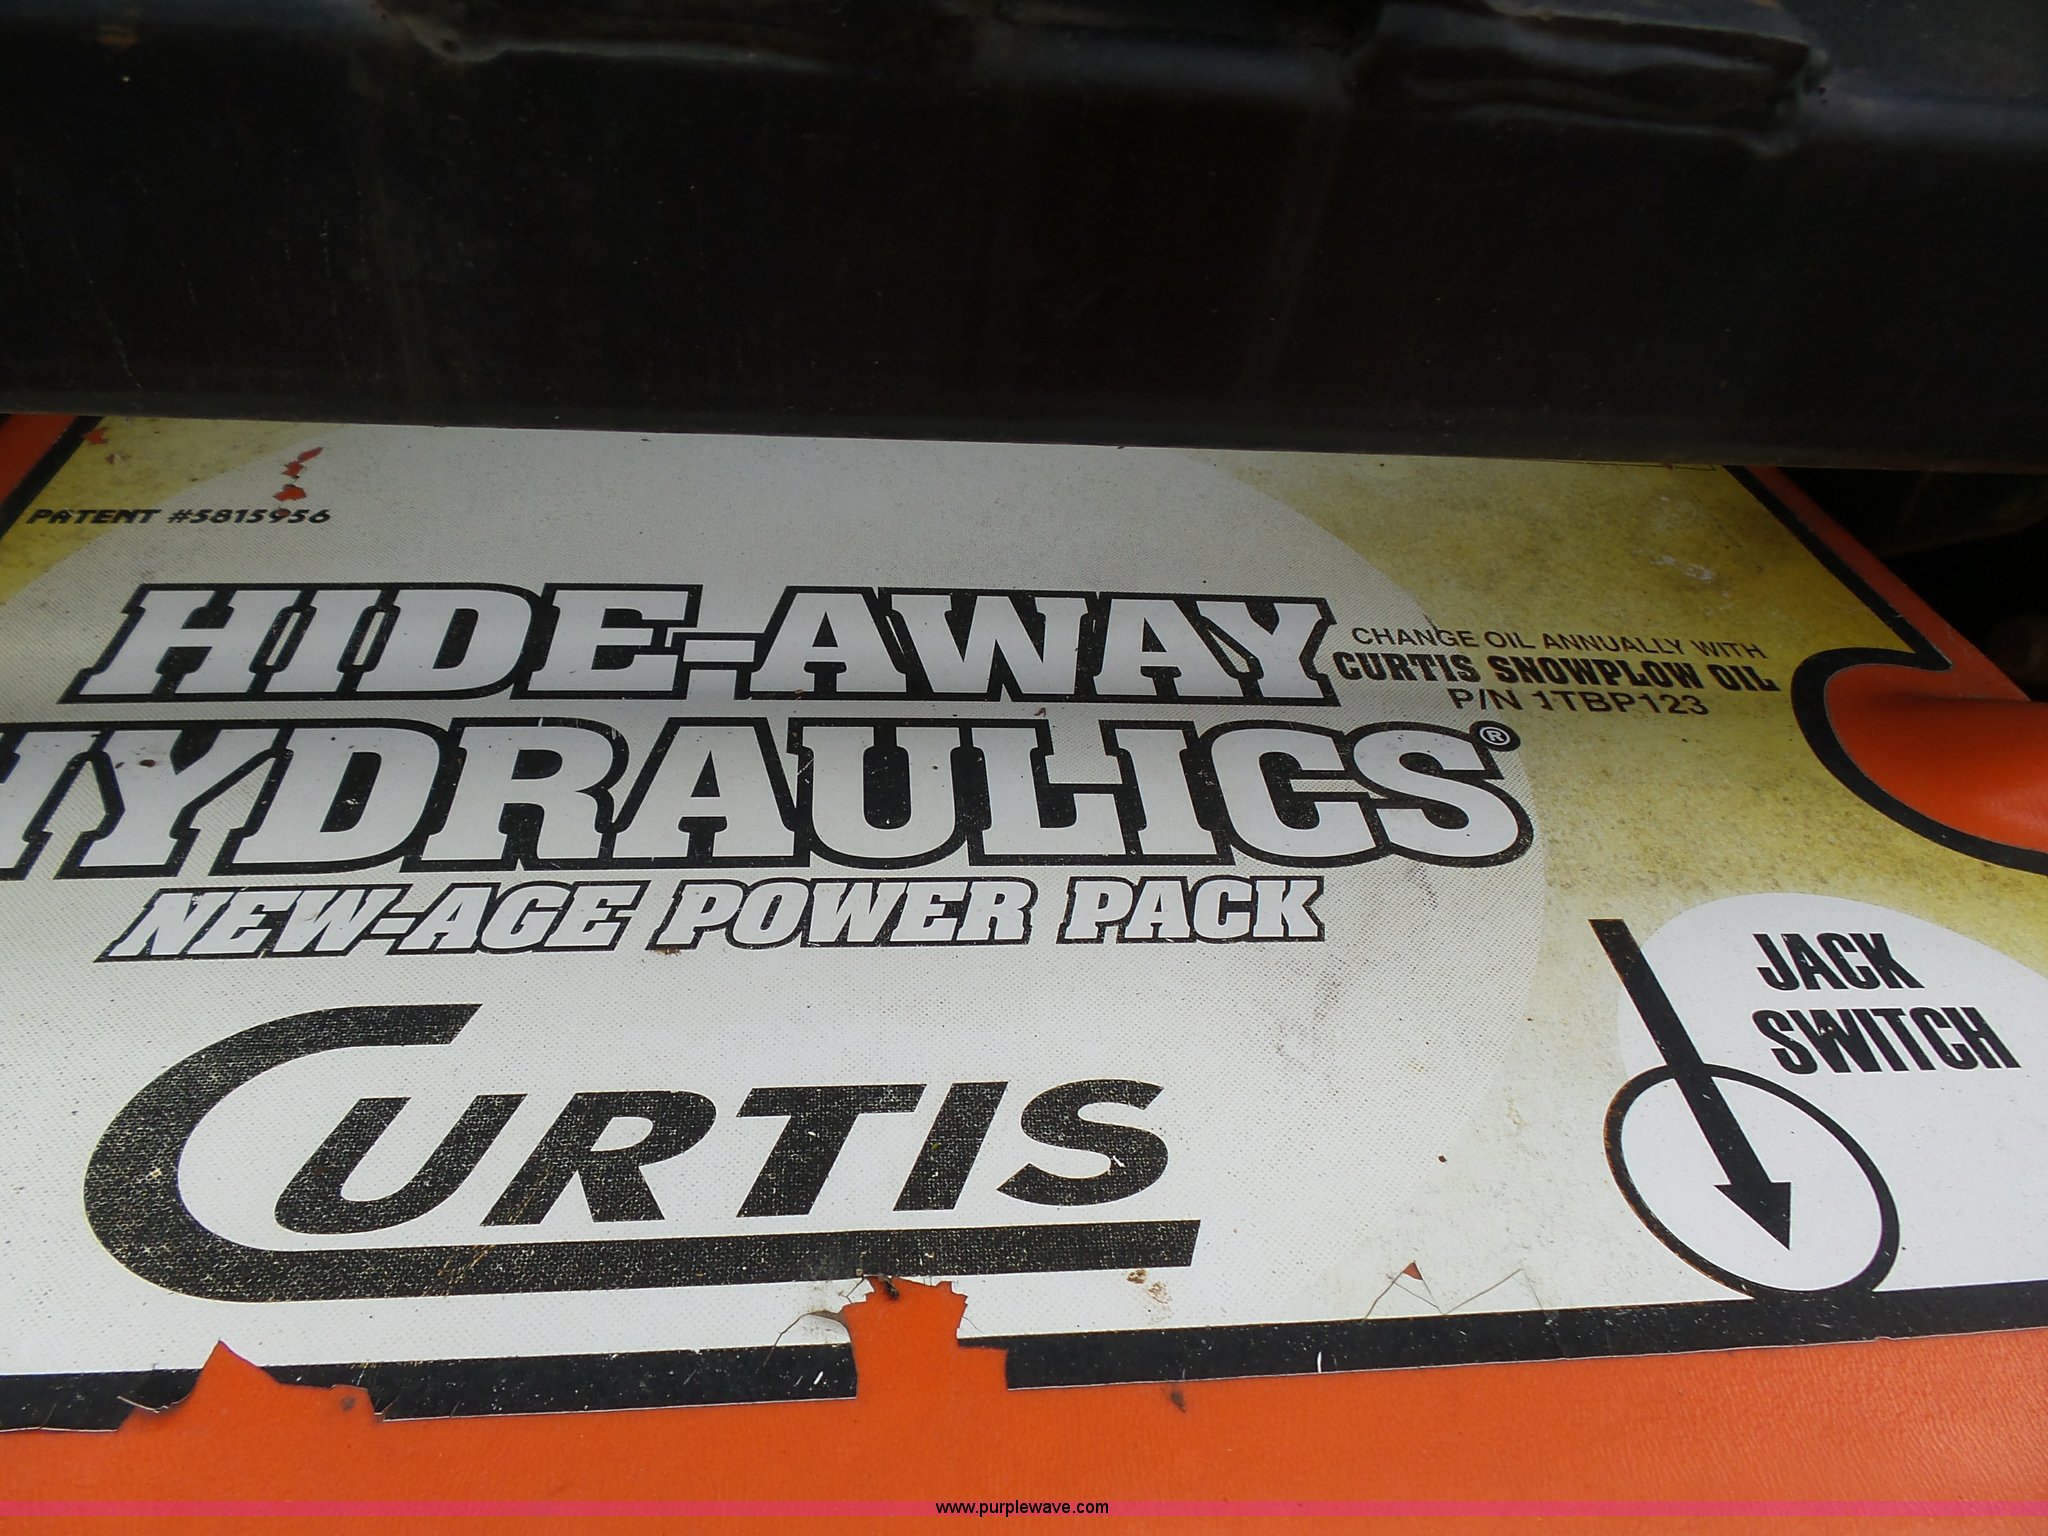 PATENT #5815956
HIDE-AWAY
HYDRAULICS®
NEW-AGE POWER PACK
CURTIS
CHANGE OIL ANNUALLY WITH
CURTIS SNOWPLOW OIL
P/N 1TBP123
JACK
SWITCH
www.purplewave.com